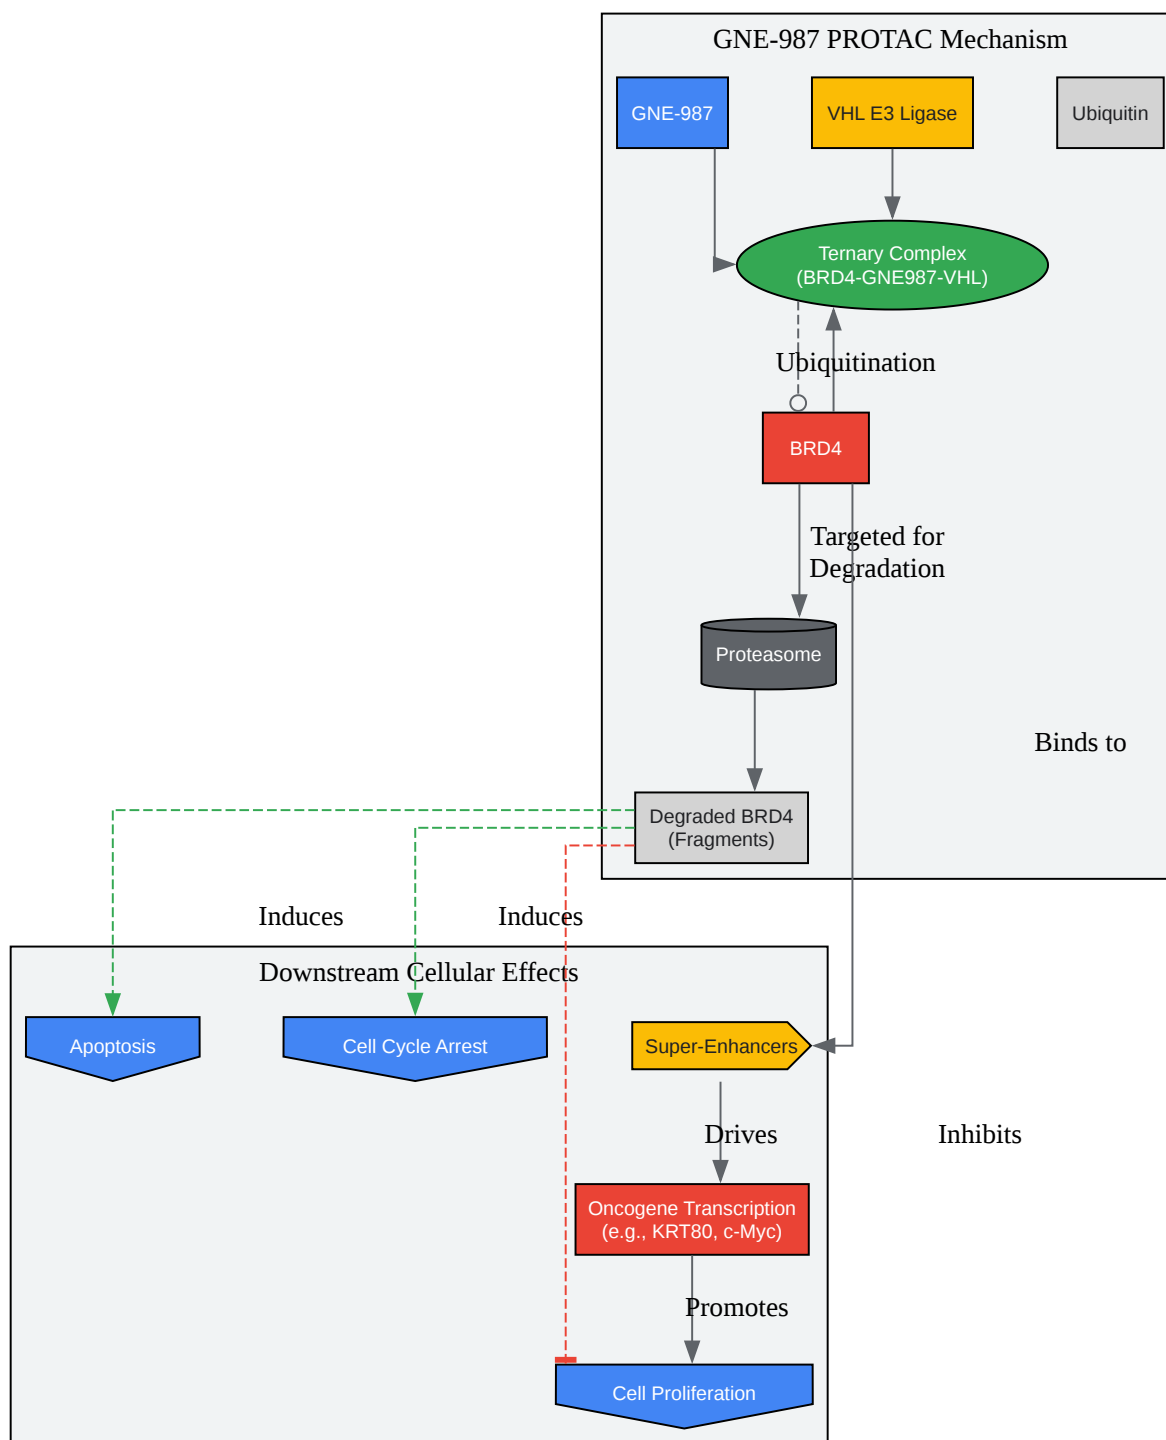 GNE-987 PROTAC Mechanism
GNE-987
VHL E3 Ligase
Ubiquitin
Ternary Complex
(BRD4-GNE987-VHL)
Ubiquitination
BRD4
Targeted for
Degradation
Proteasome
Binds to
Degraded BRD4
(Fragments)
Induces
Induces
Downstream Cellular Effects
Apoptosis
Cell Cycle Arrest
Super-Enhancers
Drives
Inhibits
Oncogene Transcription
(e.g., KRT80, c-Myc)
Promotes
Cell Proliferation